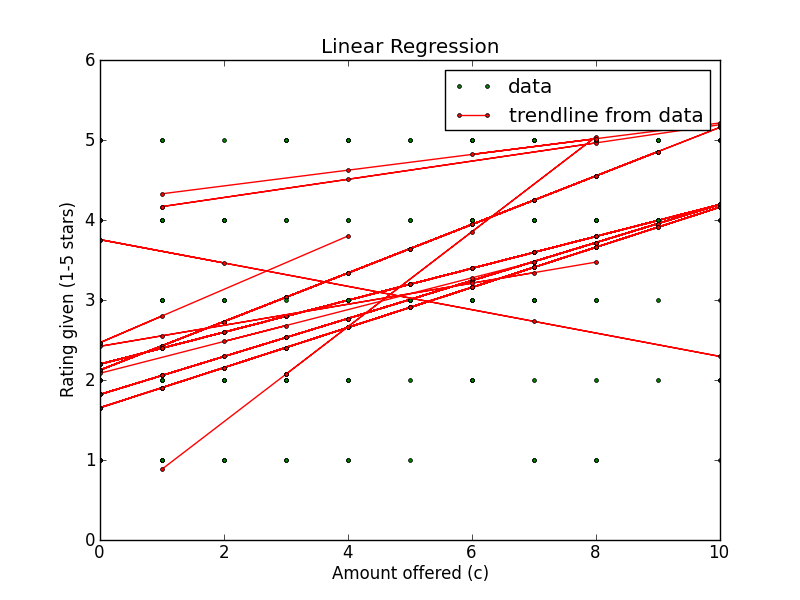 Linear Regression
data
trendline from data
6
5
4
3
2
1
0
Rating given (1-5 stars)
0 2 4 6 8 10
Amount offered (c)